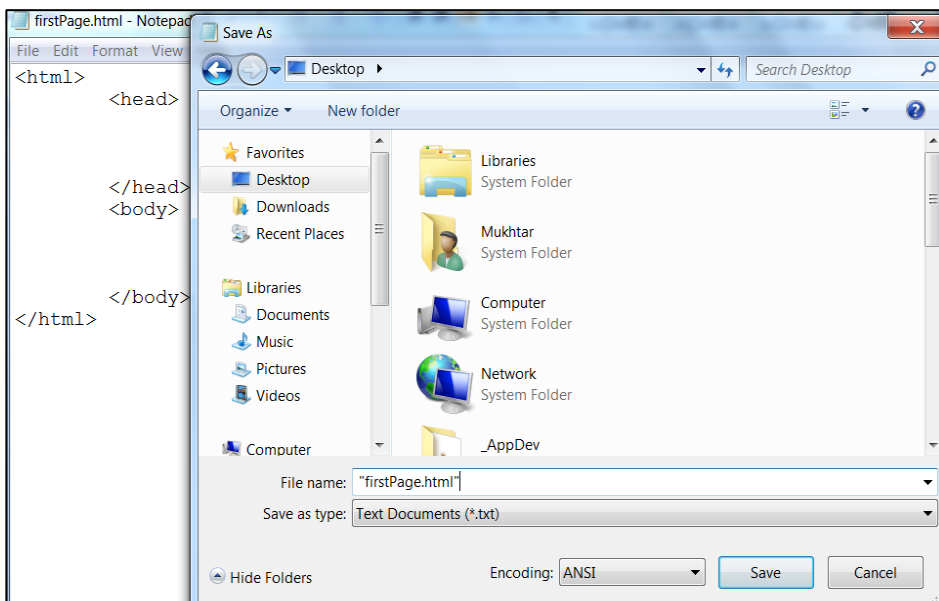 firstPage.html - Notepad
File Edit Format View
<html>
<head>
</head>
<body>
</body>
</html>
Save As
Desktop
Search Desktop
Organize New folder
Favorites
Desktop
Downloads
Recent Places
Libraries
Documents
Music
Pictures
Videos
Computer
Libraries
System Folder
Mukhtar
System Folder
Computer
System Folder
Network
System Folder
_AppDev
File name: "firstPage.html"
Save as type: Text Documents (*.txt)
Hide Folders
Encoding: ANSI
Save
Cancel